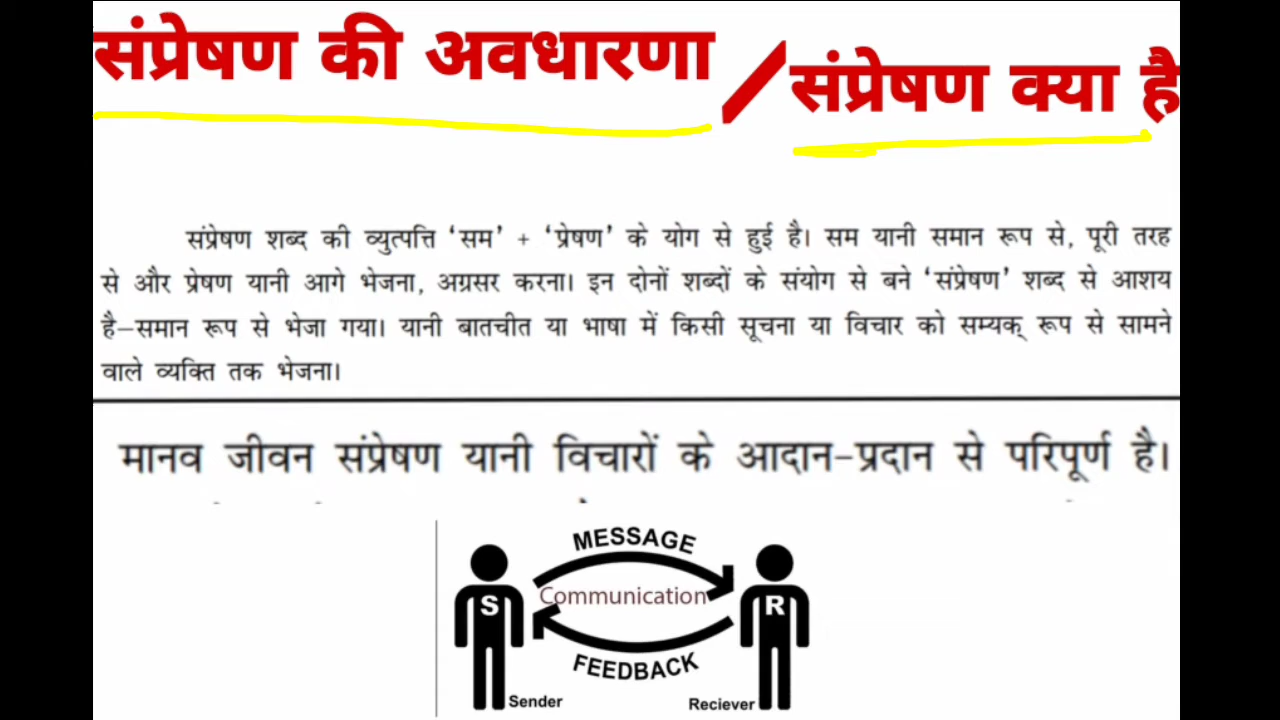 संप्रेषण की अवधारणा / संप्रेषण क्या है
संप्रेषण शब्द की व्युत्पत्ति ‘सम’ + ‘प्रेषण’ के योग से हुई है। सम यानी समान रूप से, पूरी तरह
से और प्रेषण यानी आगे भेजना, अग्रसर करना। इन दोनों शब्दों के संयोग से बने ‘संप्रेषण’ शब्द से आशय
है–समान रूप से भेजा गया। यानी बातचीत या भाषा में किसी सूचना या विचार को सम्यक् रूप से सामने
वाले व्यक्ति तक भेजना।
मानव जीवन संप्रेषण यानी विचारों के आदान-प्रदान से परिपूर्ण है।
MESSAGE
Communication
S
R
FEEDBACK
Sender
Reciever